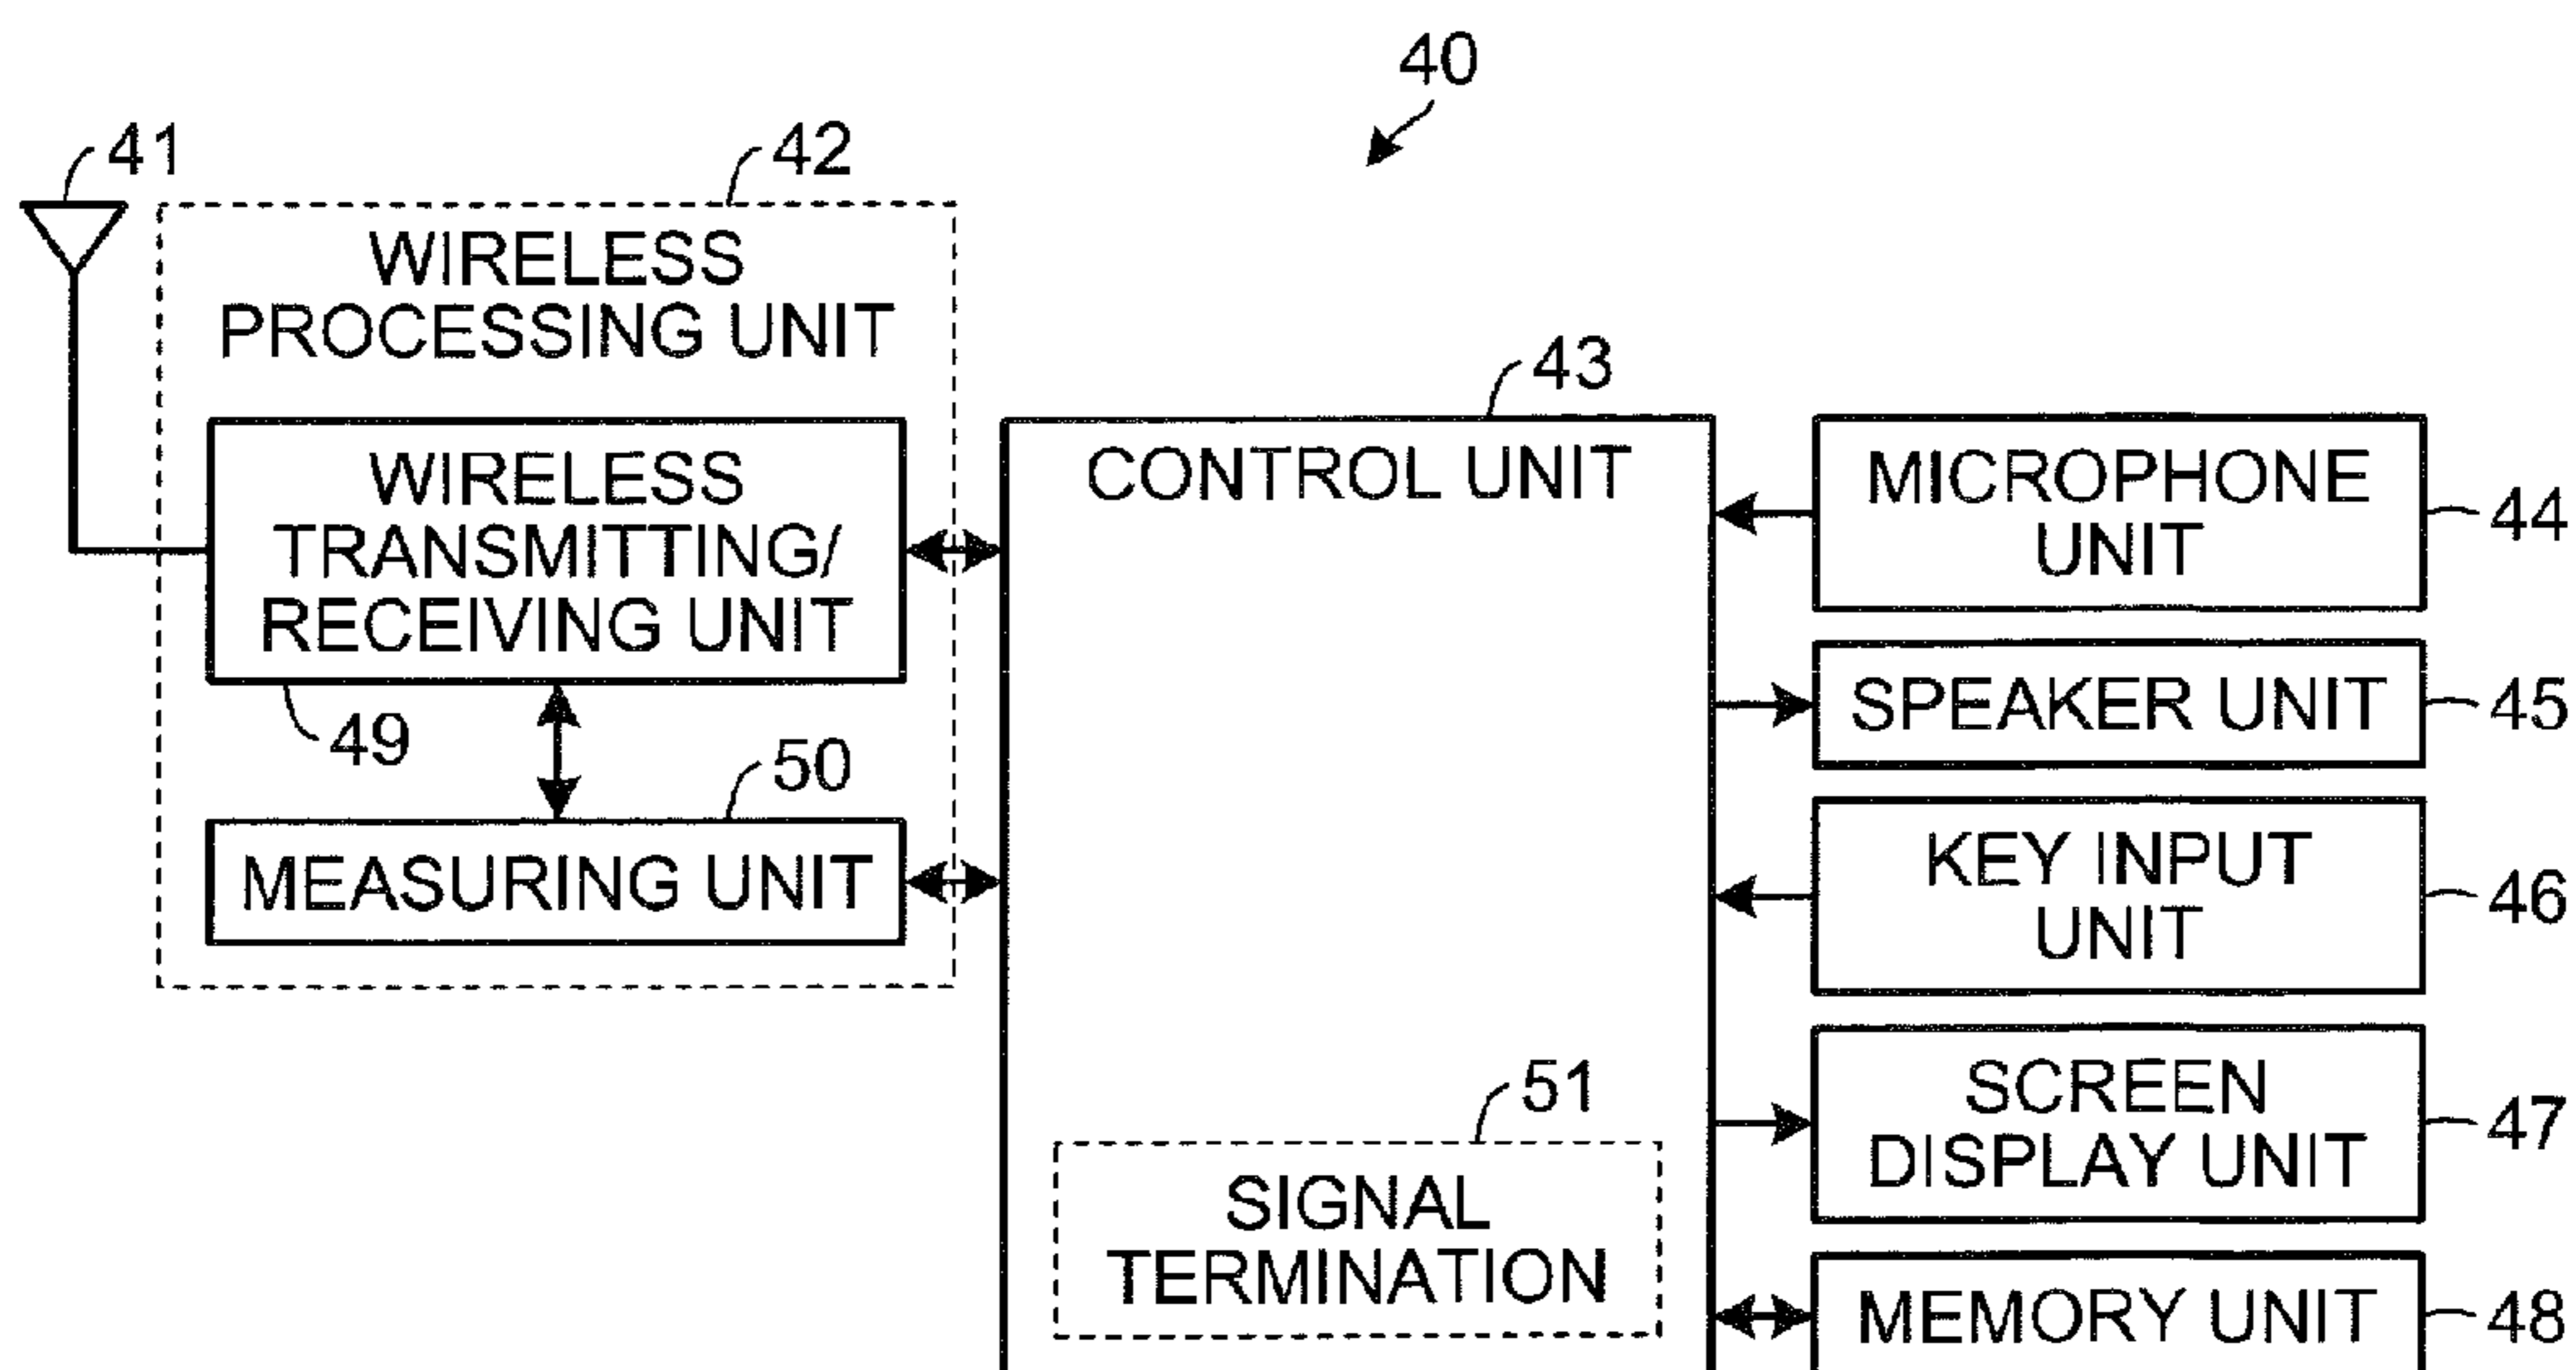 40
41
42
WIRELESS
PROCESSING UNIT
43
WIRELESS
TRANSMITTING/
RECEIVING UNIT
49
50
MEASURING UNIT
CONTROL UNIT
51
SIGNAL
TERMINATION
MICROPHONE
UNIT
44
SPEAKER UNIT
45
KEY INPUT
UNIT
46
SCREEN
DISPLAY UNIT
47
MEMORY UNIT
48